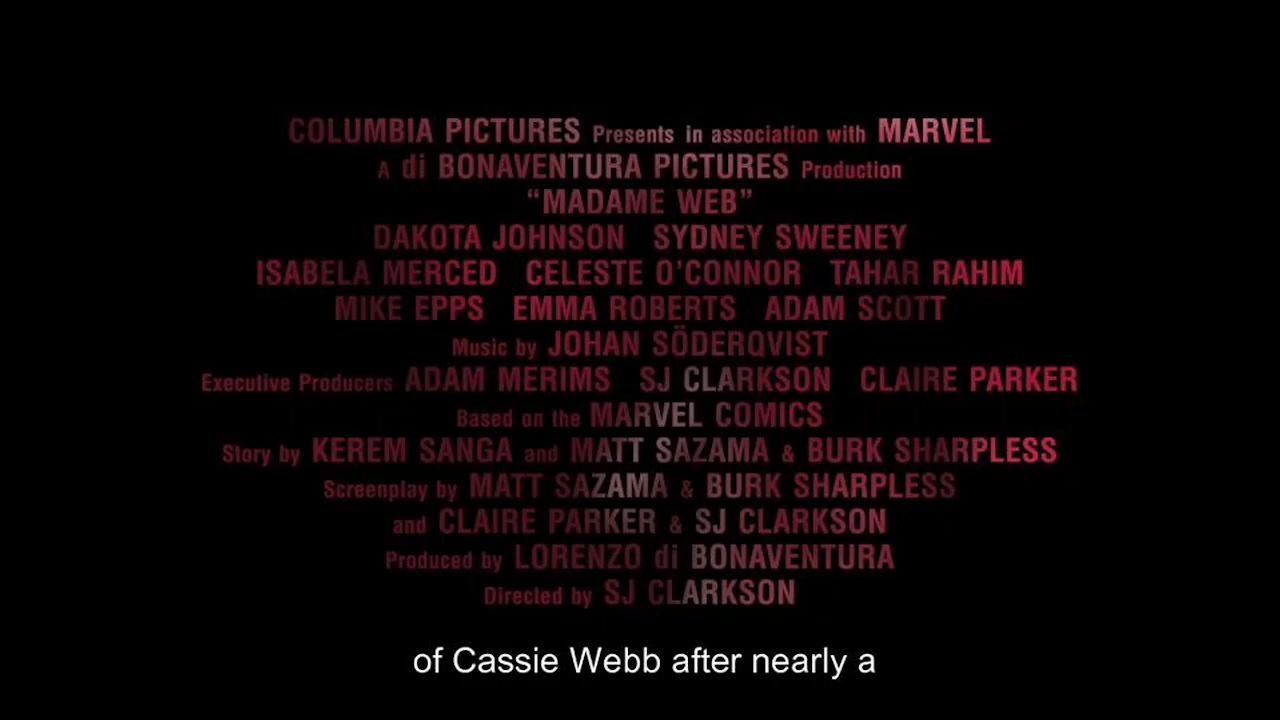 COLUMBIA PICTURES Presents in association with MARVEL
A di BONAVENTURA PICTURES Production
“MADAME WEB”
DAKOTA JOHNSON SYDNEY SWEENEY
ISABELA MERCED CELESTE O’CONNOR TAHAR RAHIM
MIKE EPPS EMMA ROBERTS ADAM SCOTT
Music by JOHAN SÖDERQVIST
Executive Producers ADAM MERIMS SJ CLARKSON CLAIRE PARKER
Based on the MARVEL COMICS
Story by KEREM SANGA and MATT SAZAMA & BURK SHARPLESS
Screenplay by MATT SAZAMA & BURK SHARPLESS
and CLAIRE PARKER & SJ CLARKSON
Produced by LORENZO di BONAVENTURA
Directed by SJ CLARKSON
of Cassie Webb after nearly a